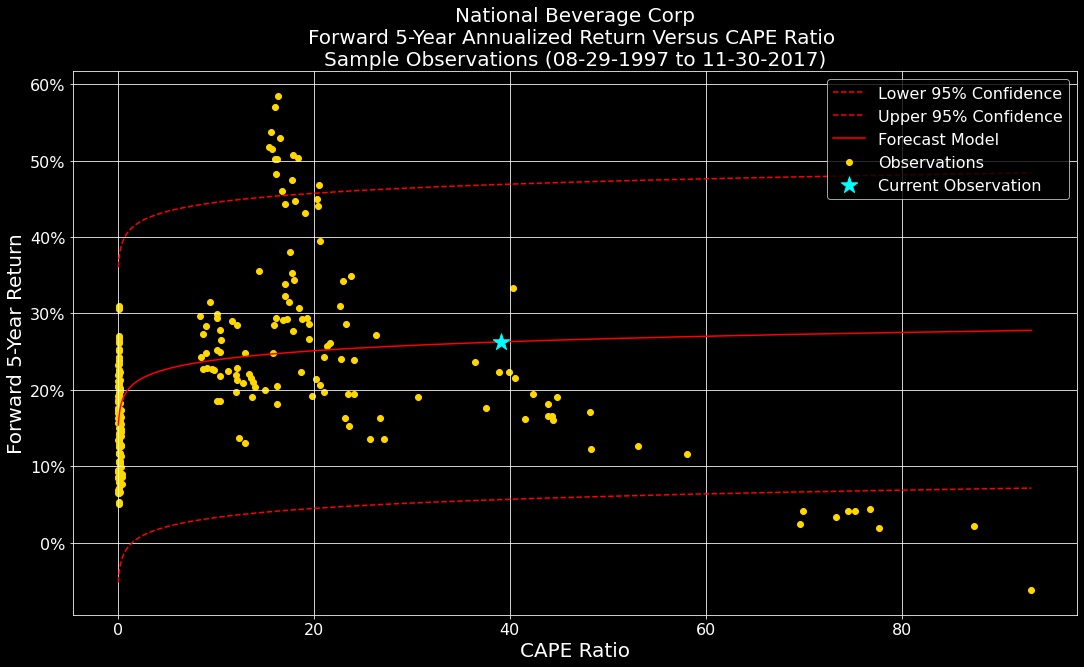 National Beverage Corp
Forward 5-Year Annualized Return Versus CAPE Ratio
Sample Observations (08-29-1997 to 11-30-2017)
Lower 95% Confidence
Upper 95% Confidence
Forecast Model
Observations
Current Observation
Forward 5-Year Return
60%
50%
40%
30%
20%
10%
0%
0 20 40 60 80
CAPE Ratio